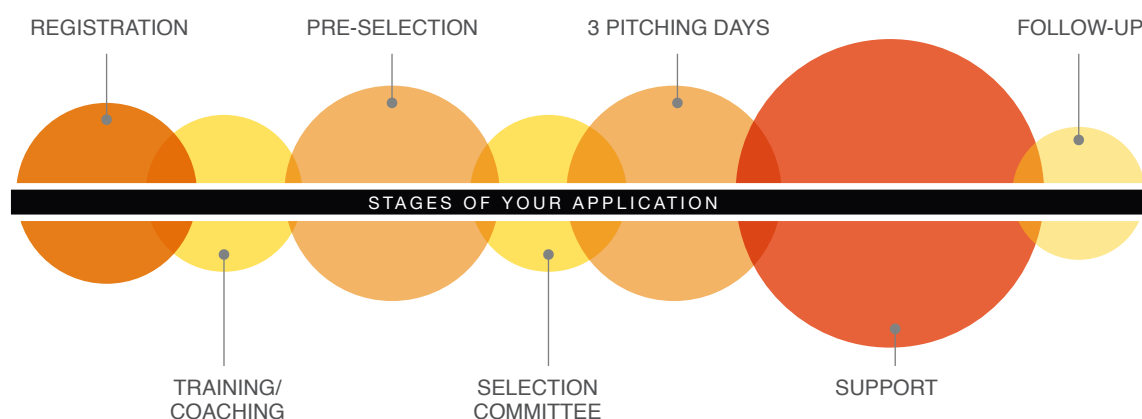 REGISTRATION
PRE-SELECTION
3 PITCHING DAYS
FOLLOW-UP
STAGES OF YOUR APPLICATION
TRAINING/
COACHING
SELECTION
COMMITTEE
SUPPORT